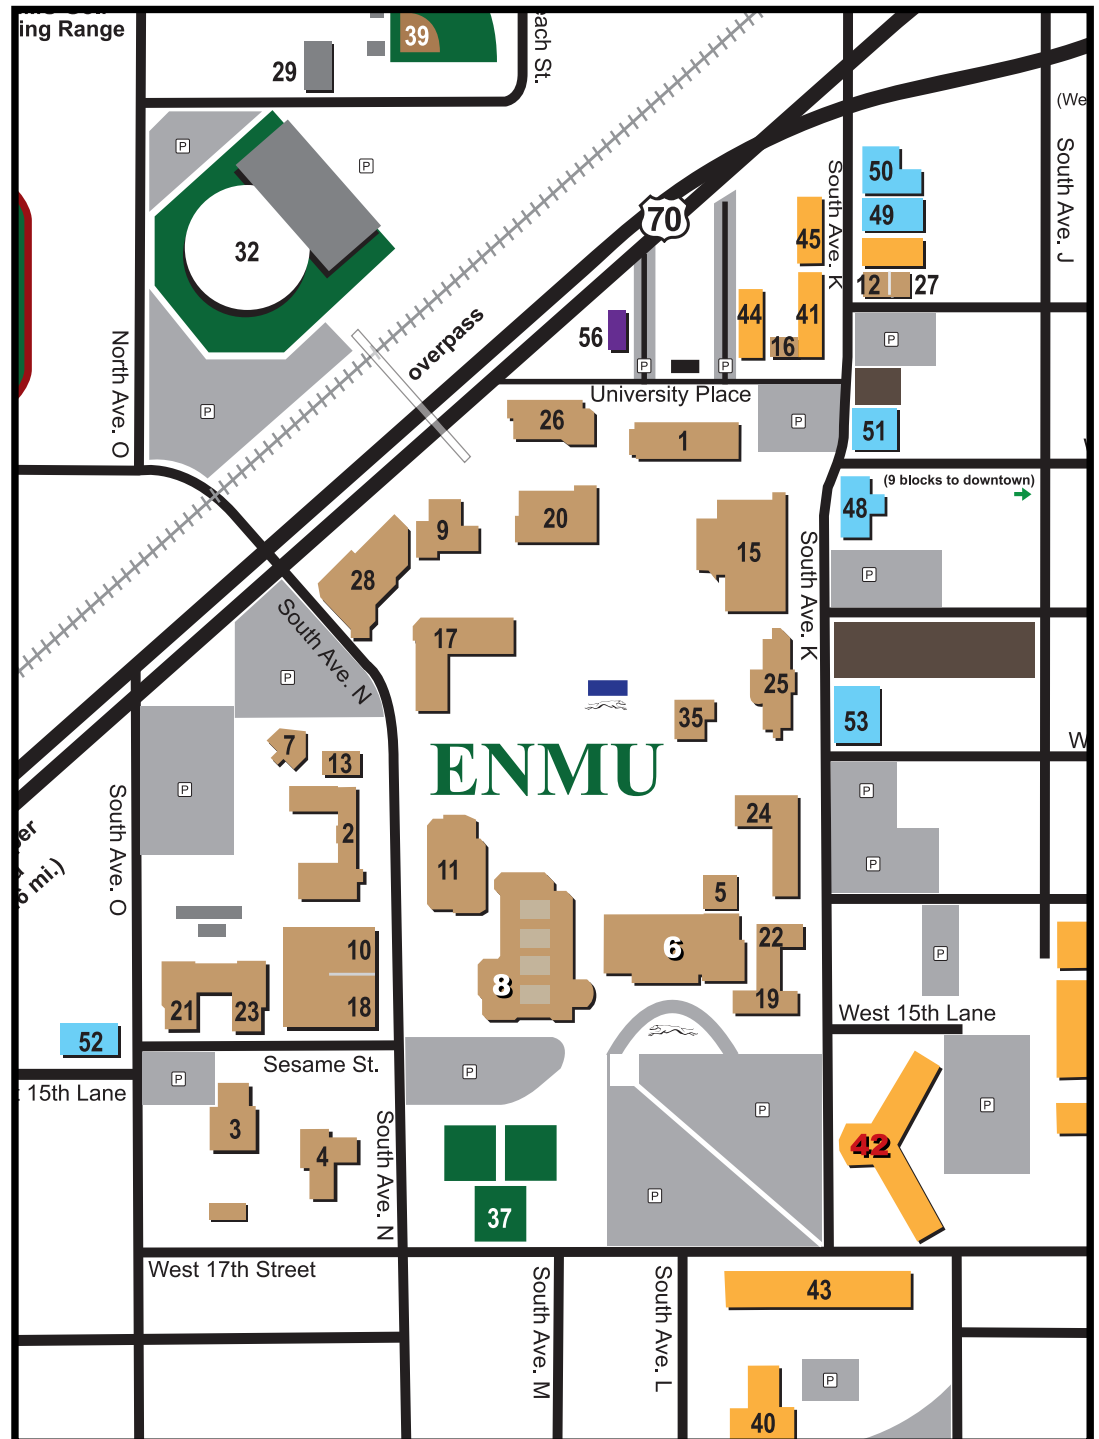 ing Range
39
each St.
29
(We
P
P
South Ave. J
South Ave. K
50
70
49
45
32
12
27
44
41
56
16
overpass
North Ave. O
P
P
P
University Place
P
P
26
1
51
(9 blocks to downtown)
48
9
20
15
28
South Ave. K
P
South Ave. N
17
P
25
35
53
W
7
13
ENMU
P
P
South Ave. O
24
2
6 mi.)
11
P
5
22
6
P
10
8
21
23
18
19
West 15th Lane
52
Sesame St.
15th Lane
P
P
P
P
3
4
South Ave. N
42
P
37
West 17th Street
South Ave. M
South Ave. L
43
P
40